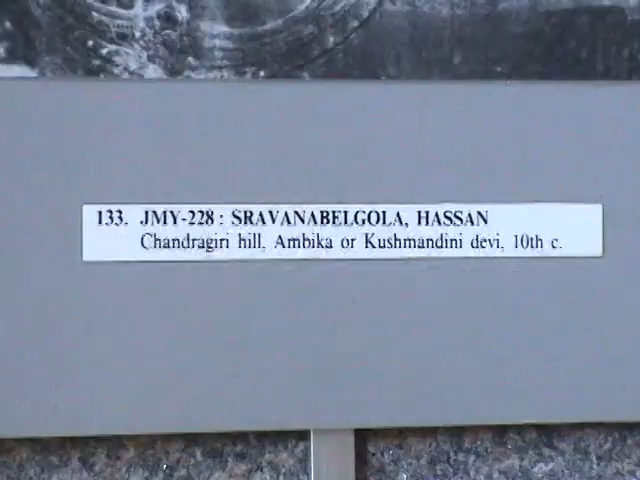 133. JMY-228 : SRAVANABELGOLA, HASSAN
Chandragiri hill, Ambika or Kushmandini devi, 10th c.